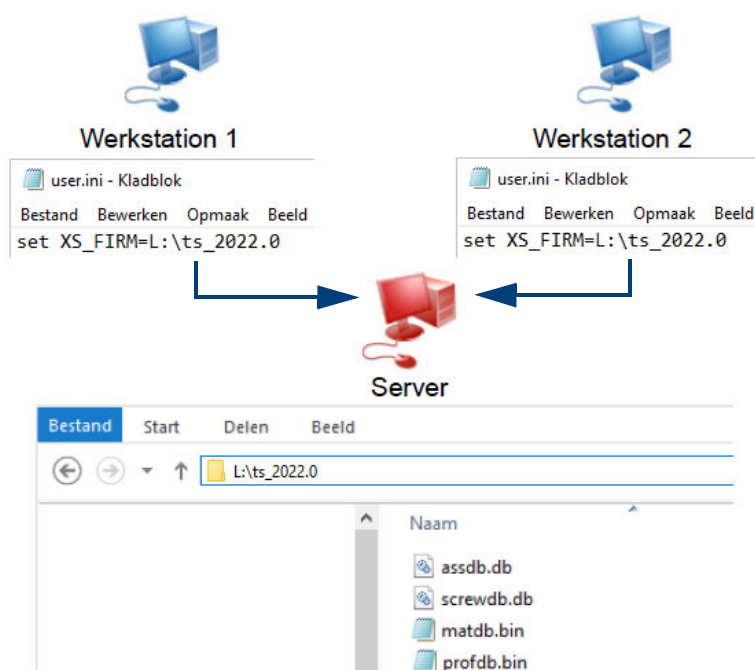 Werkstation 1
Werkstation 2
user.ini - Kladblok
Bestand Bewerken Opmaak Beeld
set XS_FIRM=L:\ts_2022.0
user.ini - Kladblok
Bestand Bewerken Opmaak Beeld
set XS_FIRM=L:\ts_2022.0
Server
Bestand Start Delen Beeld
L:\ts_2022.0
Naam
assdb.db
screwdb.db
matdb.bin
profdb.bin